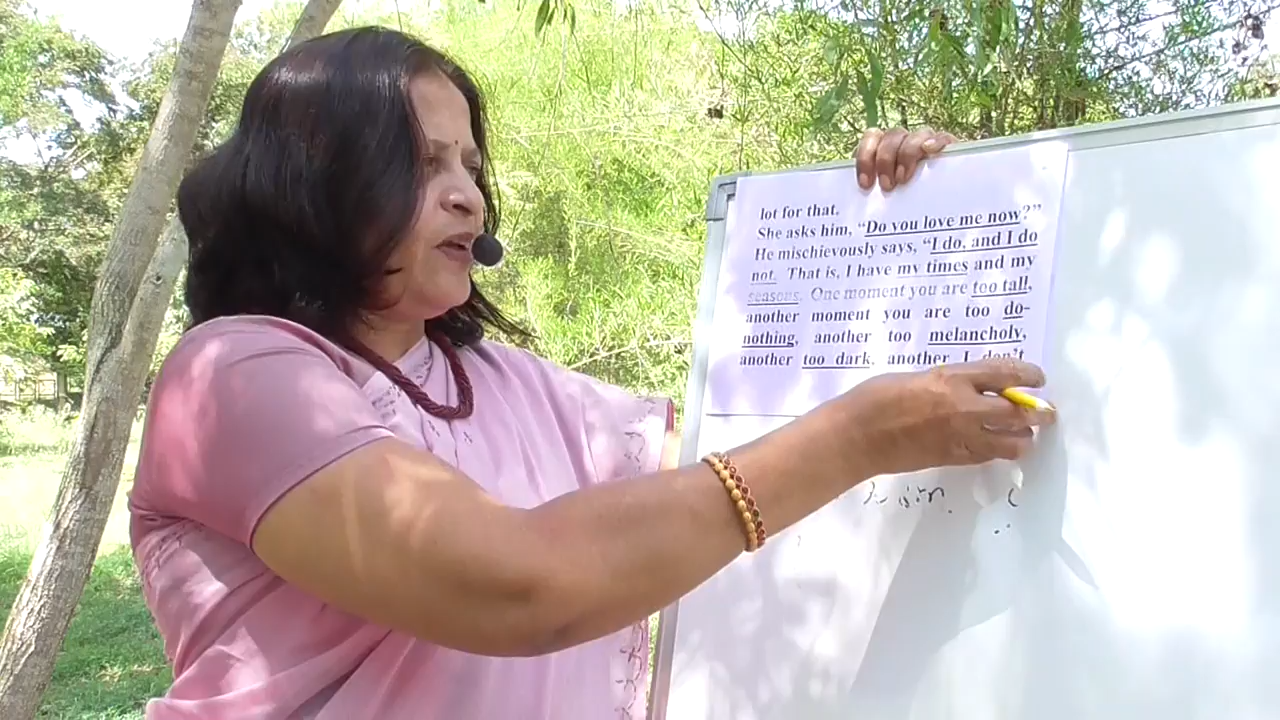 lot for that.
She asks him, “Do you love me now?”
He mischievously says, “I do, and I do
not. That is, I have my times and my
seasons. One moment you are too tall,
another moment you are too do-
nothing, another too melancholy,
another too dark, another I don’t